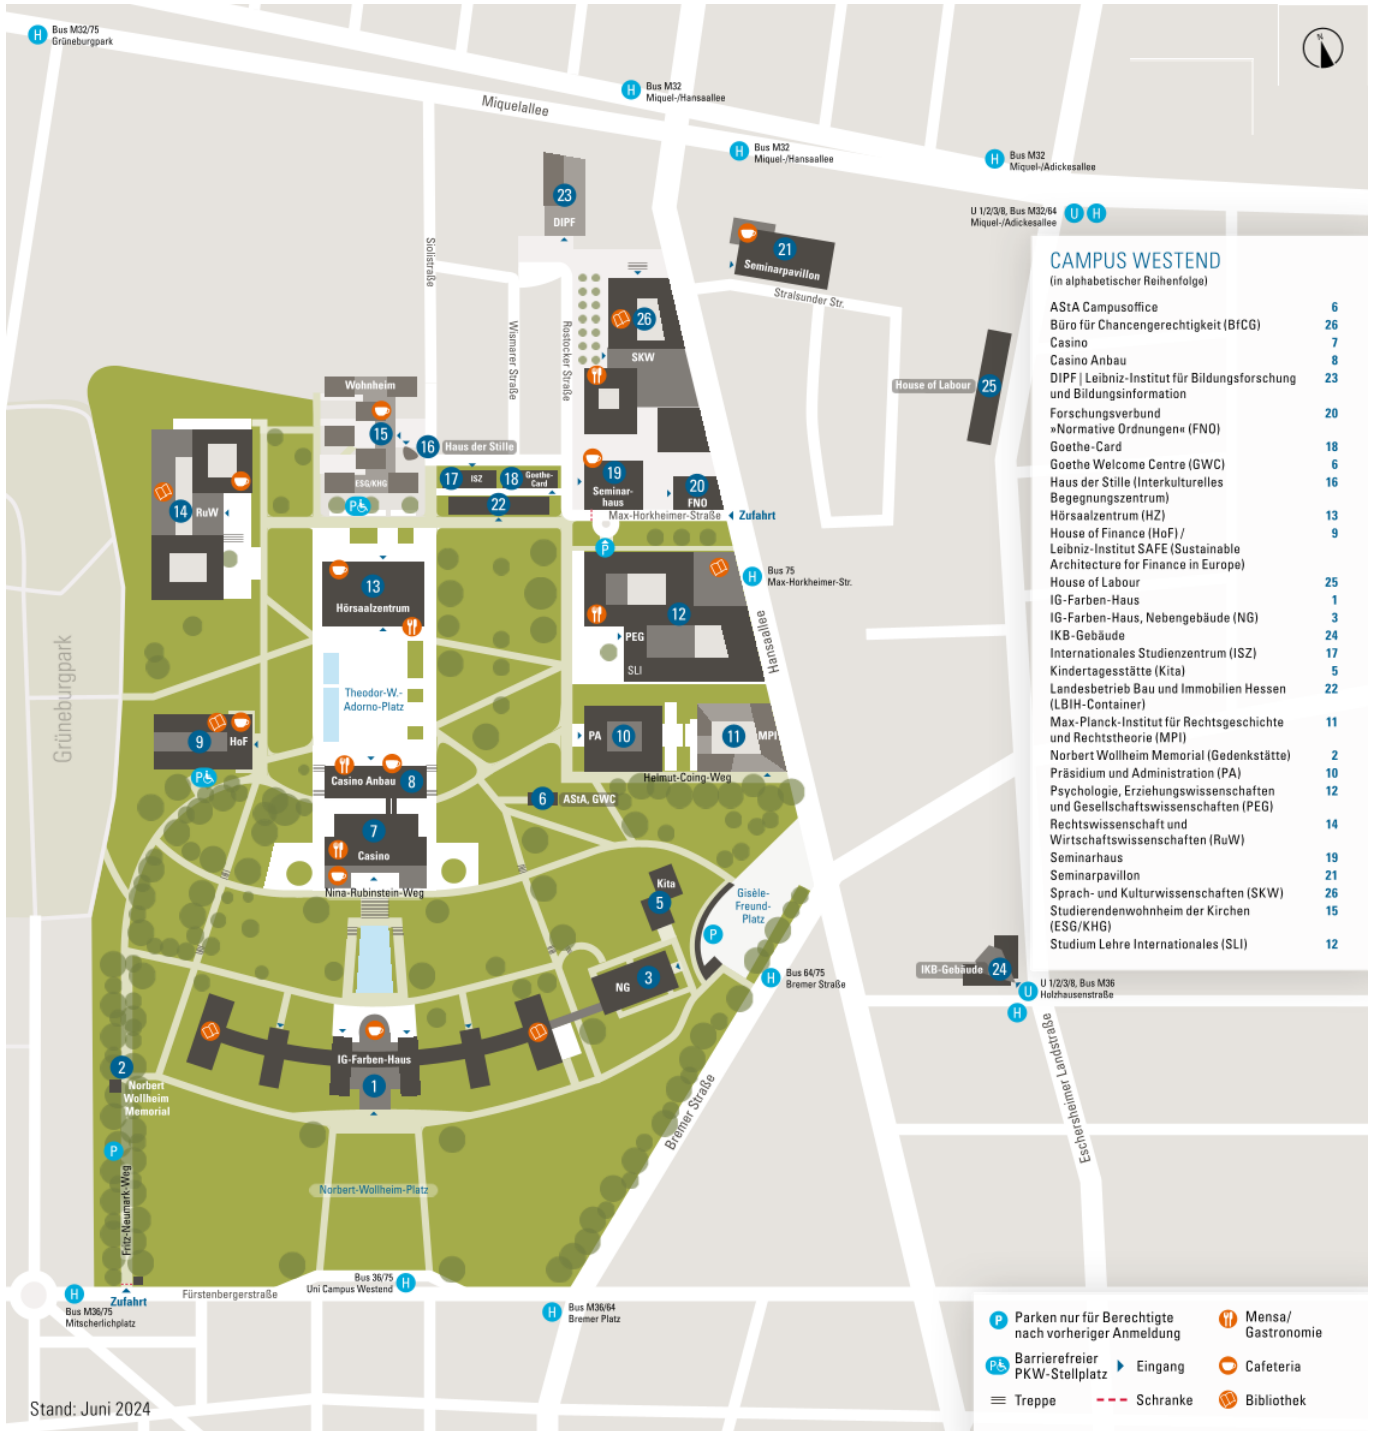 Bus M32/75
Grüneburgpark
H
N
Bus M32
Miquel-/Hansaallee
H
Miquelallee
Bus M32
Miquel-/Hansaallee
H
Bus M32
Miquel-/Adickesallee
H
U 1/2/3/8, Bus M32/64
Miquel-/Adickesallee
U H
23
DIPF
21
Seminarpavillon
Stralsunder Str.
Siolistraße
Wismarer Straße
Rostocker Straße
26
SKW
House of Labour
25
Wohnheim
15
16
Haus der Stille
ESG/KHG
P
17
ISZ
18
Goethe-
Card
22
19
Seminar-
haus
20
FNO
Max-Horkheimer-Straße
Zufahrt
14
RuW
P
Bus 75
Max-Horkheimer-Str.
H
13
Hörsaalzentrum
12
PEG
SLI
Hansaallee
Grüneburgpark
Theodor-W.-
Adorno-Platz
9
HoF
P
PA
10
11
MPI
Helmut-Coing-Weg
Casino Anbau
8
6
AStA, GWC
7
Casino
Nina-Rubinstein-Weg
Kita
5
Gisèle-
Freund-
Platz
P
NG
3
Bus 64/75
Bremer Straße
H
IKB-Gebäude
24
U 1/2/3/8, Bus M36
Holzhausenstraße
U
H
IG-Farben-Haus
1
2
Norbert
Wollheim
Memorial
P
Fritz-Neumark-Weg
Norbert-Wollheim-Platz
Bremer Straße
Eschersheimer Landstraße
Bus 36/75
Uni Campus Westend
H
Fürstenbergerstraße
Zufahrt
H
Bus M36/75
Mitscherlichplatz
H
Bus M36/64
Bremer Platz
Stand: Juni 2024
CAMPUS WESTEND
(in alphabetischer Reihenfolge)
AStA Campusoffice 6
Büro für Chancengerechtigkeit (BfCG) 26
Casino 7
Casino Anbau 8
DIPF | Leibniz-Institut für Bildungsforschung 23
und Bildungsinformation
Forschungsverbund 20
»Normative Ordnungen« (FNO)
Goethe-Card 18
Goethe Welcome Centre (GWC) 6
Haus der Stille (Interkulturelles 16
Begegnungszentrum)
Hörsaalzentrum (HZ) 13
House of Finance (HoF) / 9
Leibniz-Institut SAFE (Sustainable
Architecture for Finance in Europe)
House of Labour 25
IG-Farben-Haus 1
IG-Farben-Haus, Nebengebäude (NG) 3
IKB-Gebäude 24
Internationales Studienzentrum (ISZ) 17
Kindertagesstätte (Kita) 5
Landesbetrieb Bau und Immobilien Hessen 22
(LBIH-Container)
Max-Planck-Institut für Rechtsgeschichte 11
und Rechtstheorie (MPI)
Norbert Wollheim Memorial (Gedenkstätte) 2
Präsidium und Administration (PA) 10
Psychologie, Erziehungswissenschaften 12
und Gesellschaftswissenschaften (PEG)
Rechtswissenschaft und 14
Wirtschaftswissenschaften (RuW)
Seminarhaus 19
Seminarpavillon 21
Sprach- und Kulturwissenschaften (SKW) 26
Studierendenwohnheim der Kirchen 15
(ESG/KHG)
Studium Lehre Internationales (SLI) 12
P Parken nur für Berechtigte
nach vorheriger Anmeldung
Mensa/
Gastronomie
P Barrierefreier
PKW-Stellplatz
Eingang
Cafeteria
Treppe
Schranke
Bibliothek